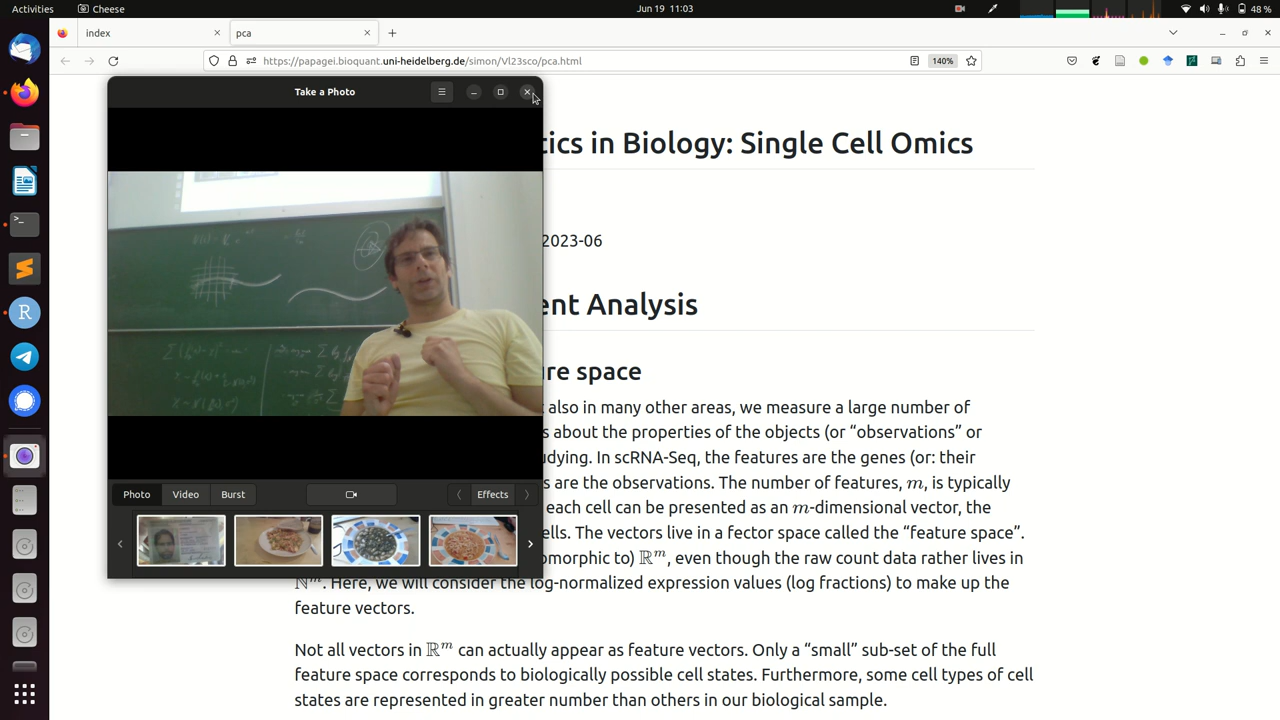 Activities
Cheese
Jun 19 11:03
48 %
index
pca
https://papagei.bioquant.uni-heidelberg.de/simon/vl23sco/pca.html
140%
Take a Photo
tics in Biology: Single Cell Omics
2023-06
ent Analysis
re space
also in many other areas, we measure a large number of
s about the properties of the objects (or “observations” or
udying. In scRNA-Seq, the features are the genes (or: their
s are the observations. The number of features, m, is typically
each cell can be presented as an m-dimensional vector, the
ells. The vectors live in a fector space called the “feature space”.
omorphic to) ℝᵐ, even though the raw count data rather lives in
ℕᵐ. Here, we will consider the log-normalized expression values (log fractions) to make up the
feature vectors.
Not all vectors in ℝᵐ can actually appear as feature vectors. Only a “small” sub-set of the full
feature space corresponds to biologically possible cell states. Furthermore, some cell types of cell
states are represented in greater number than others in our biological sample.
Photo
Video
Burst
Effects